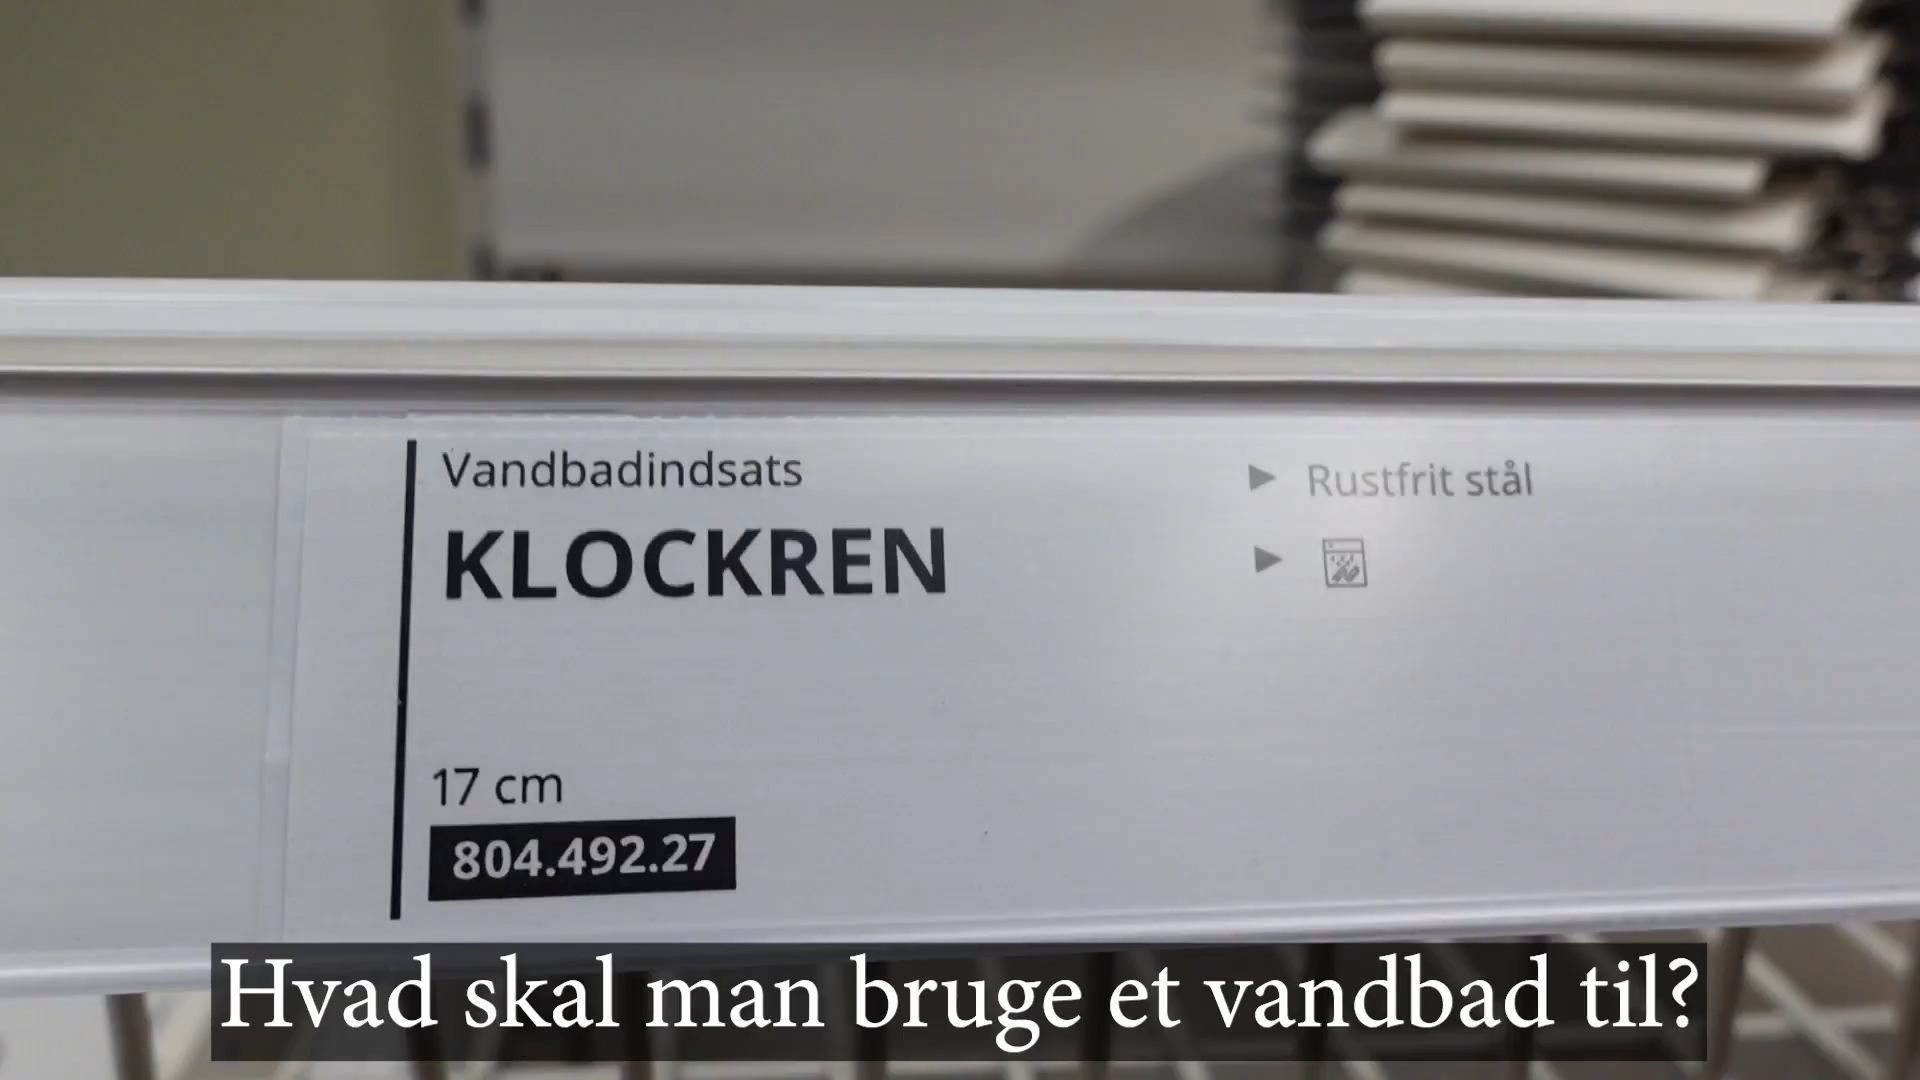 Vandbadindsats
KLOCKREN
17 cm
804.492.27
Rustfrit stål
Hvad skal man bruge et vandbad til?